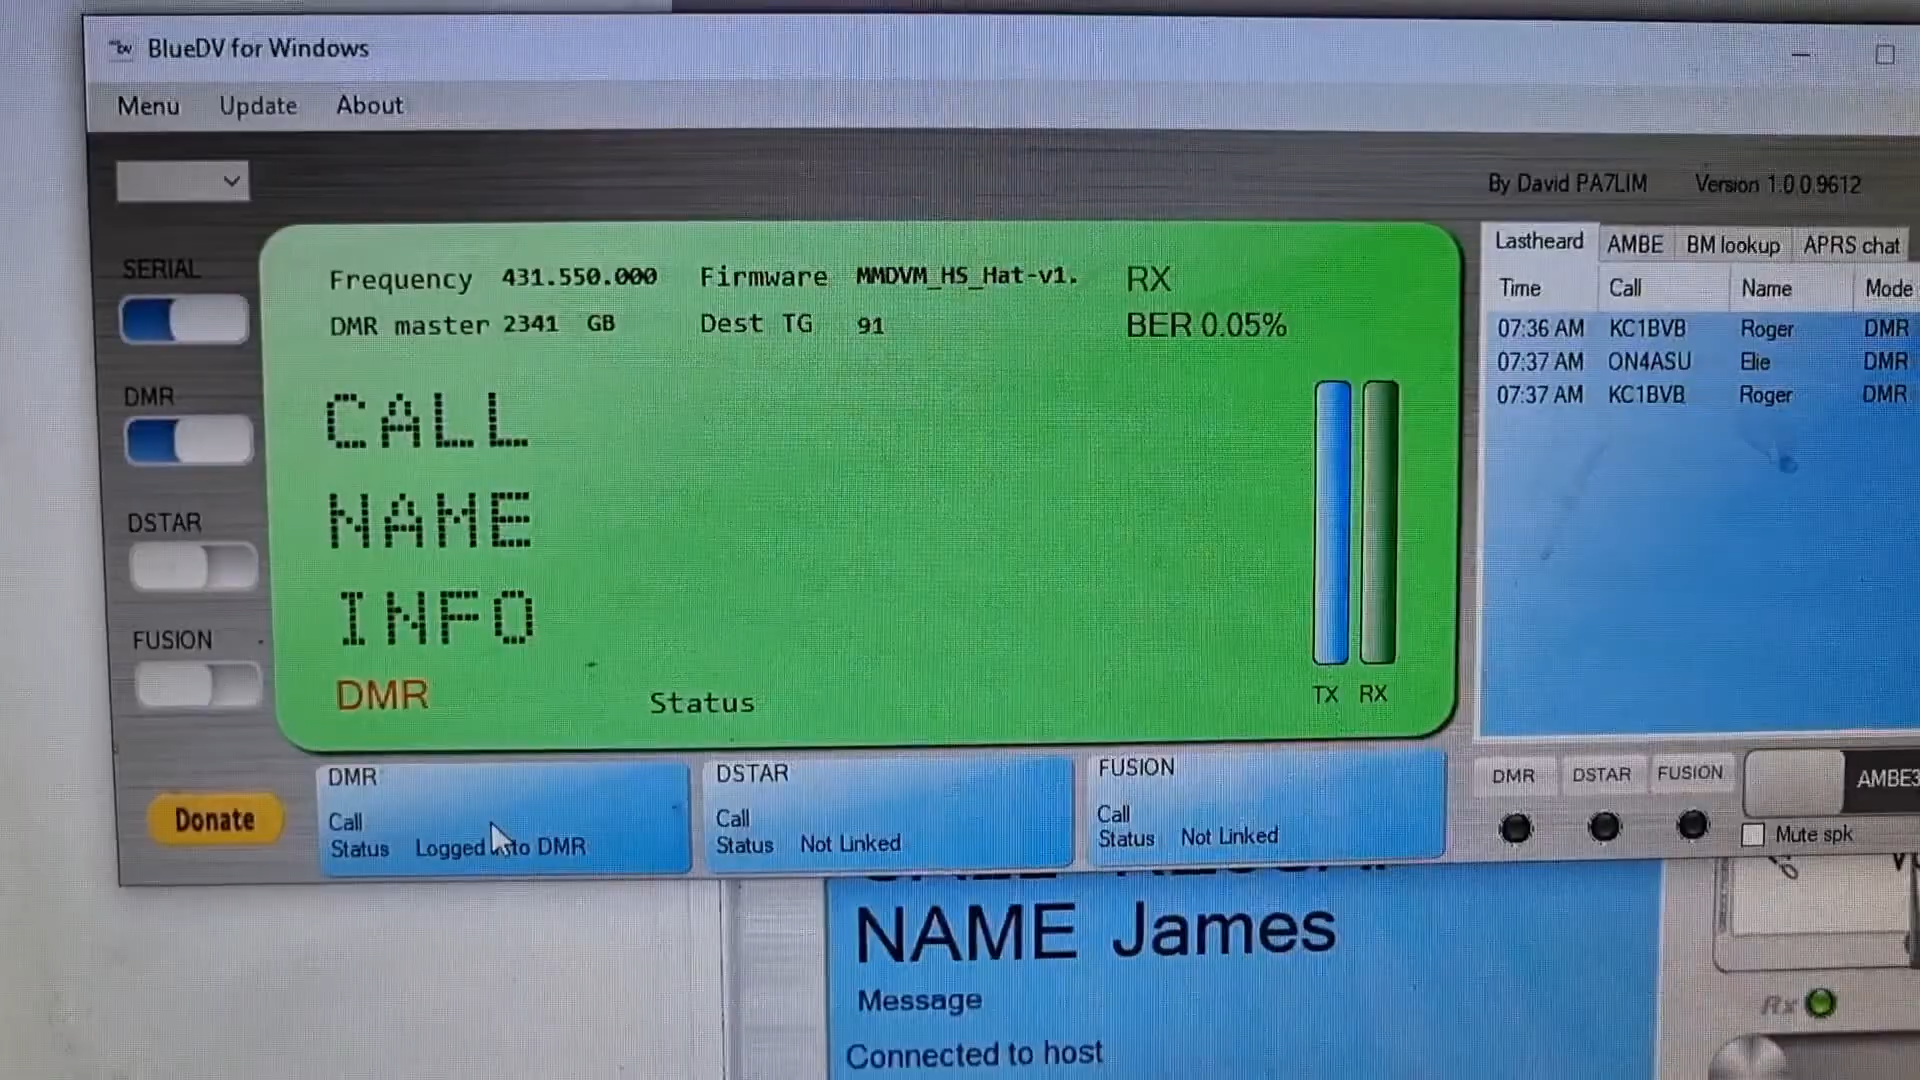 BlueDV for Windows
Menu Update About
By David PA7LIM Version 1.0.0.9612
SERIAL
DMR
DSTAR
FUSION
Frequency 431.550.000 Firmware MMDVM_HS_Hat-v1. RX
DMR master 2341 GB Dest TG 91 BER 0.05%
CALL
NAME
INFO
DMR Status
TX RX
Lastheard AMBE BM lookup APRS chat
Time Call Name Mode
07:36 AM KC1BVB Roger DMR
07:37 AM ON4ASU Elie DMR
07:37 AM KC1BVB Roger DMR
Donate
DMR
Call
Status Logged into DMR
DSTAR
Call
Status Not Linked
FUSION
Call
Status Not Linked
DMR DSTAR FUSION
AMBE3
Mute spk
NAME James
Message
Connected to host
Rx